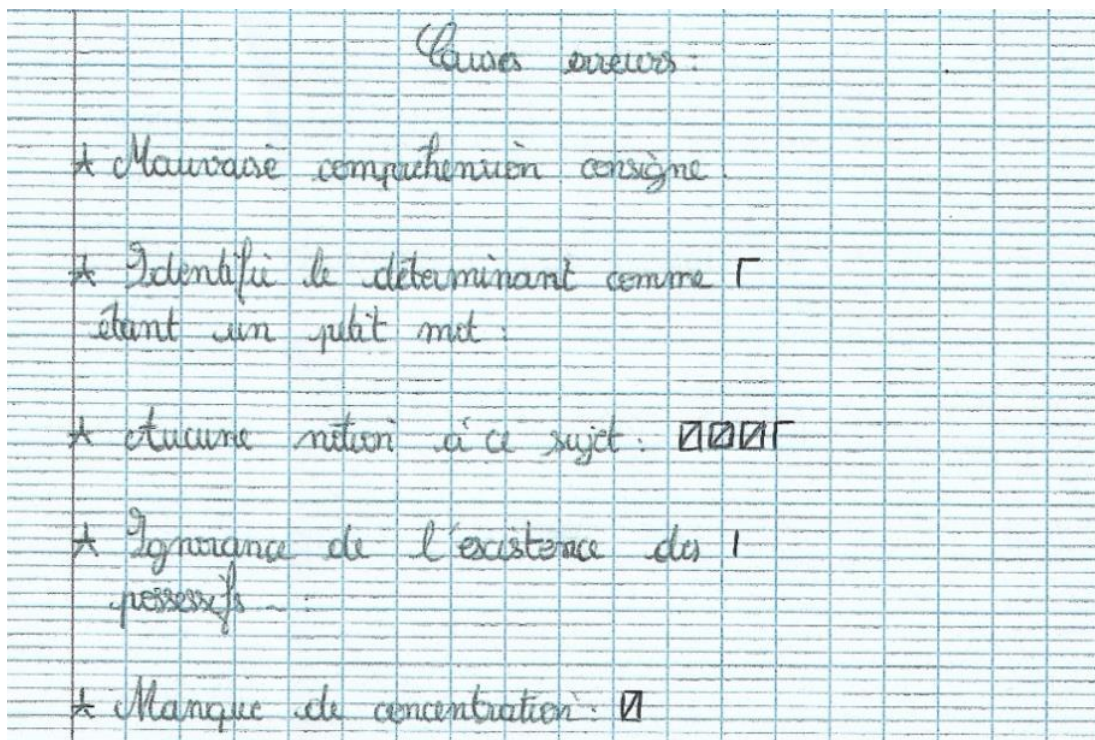 Causes erreurs :
★ Mauvaise compréhension consigne.
★ Identifie le déterminant comme
étant un petit mot :
★ Aucune notion à ce sujet :
★ Ignorance de l'existence des
possessifs :
★ Manque de concentration :